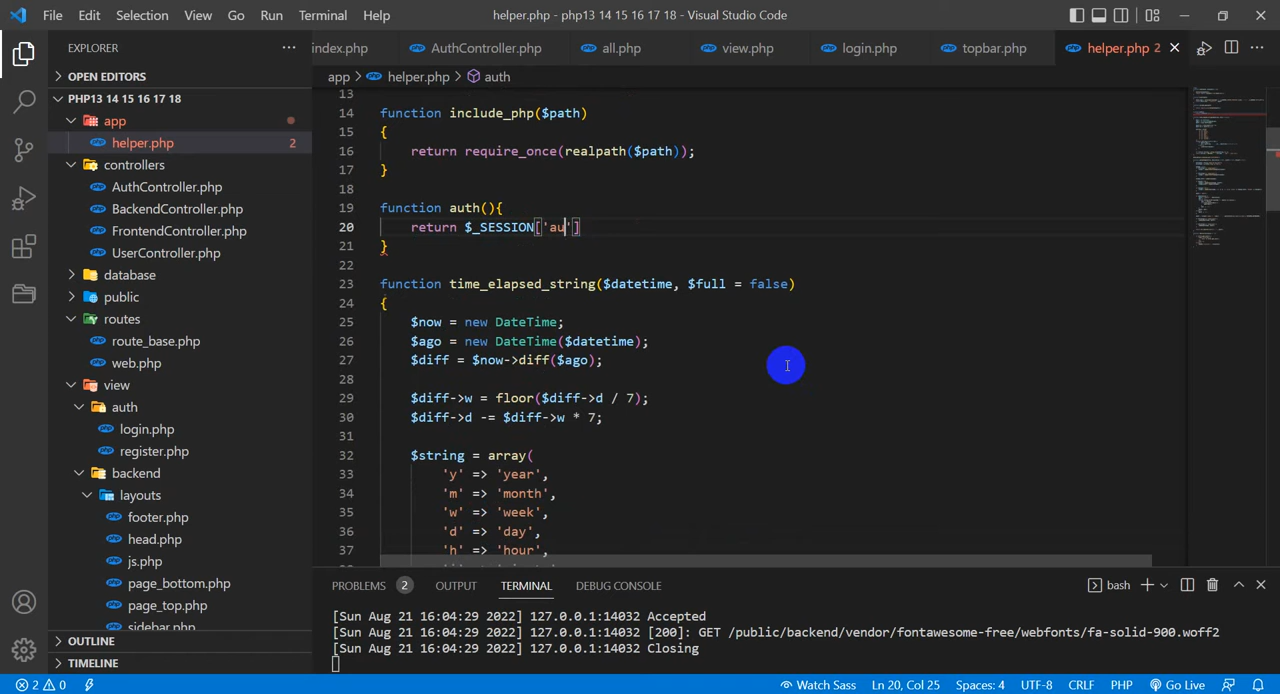 File Edit Selection View Go Run Terminal Help helper.php - php13 14 15 16 17 18 - Visual Studio Code
EXPLORER
OPEN EDITORS
PHP13 14 15 16 17 18
app
helper.php 2
controllers
AuthController.php
BackendController.php
FrontendController.php
UserController.php
database
public
routes
route_base.php
web.php
view
auth
login.php
register.php
backend
layouts
footer.php
head.php
js.php
page_bottom.php
page_top.php
sidebar.php
OUTLINE
TIMELINE
index.php AuthController.php all.php view.php login.php topbar.php helper.php 2
app > helper.php > auth
13
14 function include_php($path)
15 {
16 return require_once(realpath($path));
17 }
18
19 function auth(){
20 return $_SESSION['au']
21 }
22
23 function time_elapsed_string($datetime, $full = false)
24 {
25 $now = new DateTime;
26 $ago = new DateTime($datetime);
27 $diff = $now->diff($ago);
28
29 $diff->w = floor($diff->d / 7);
30 $diff->d -= $diff->w * 7;
31
32 $string = array(
33 'y' => 'year',
34 'm' => 'month',
35 'w' => 'week',
36 'd' => 'day',
37 'h' => 'hour',
PROBLEMS 2 OUTPUT TERMINAL DEBUG CONSOLE bash
[Sun Aug 21 16:04:29 2022] 127.0.0.1:14032 Accepted
[Sun Aug 21 16:04:29 2022] 127.0.0.1:14032 [200]: GET /public/backend/vendor/fontawesome-free/webfonts/fa-solid-900.woff2
[Sun Aug 21 16:04:29 2022] 127.0.0.1:14032 Closing
2 0 Watch Sass Ln 20, Col 25 Spaces: 4 UTF-8 CRLF PHP Go Live